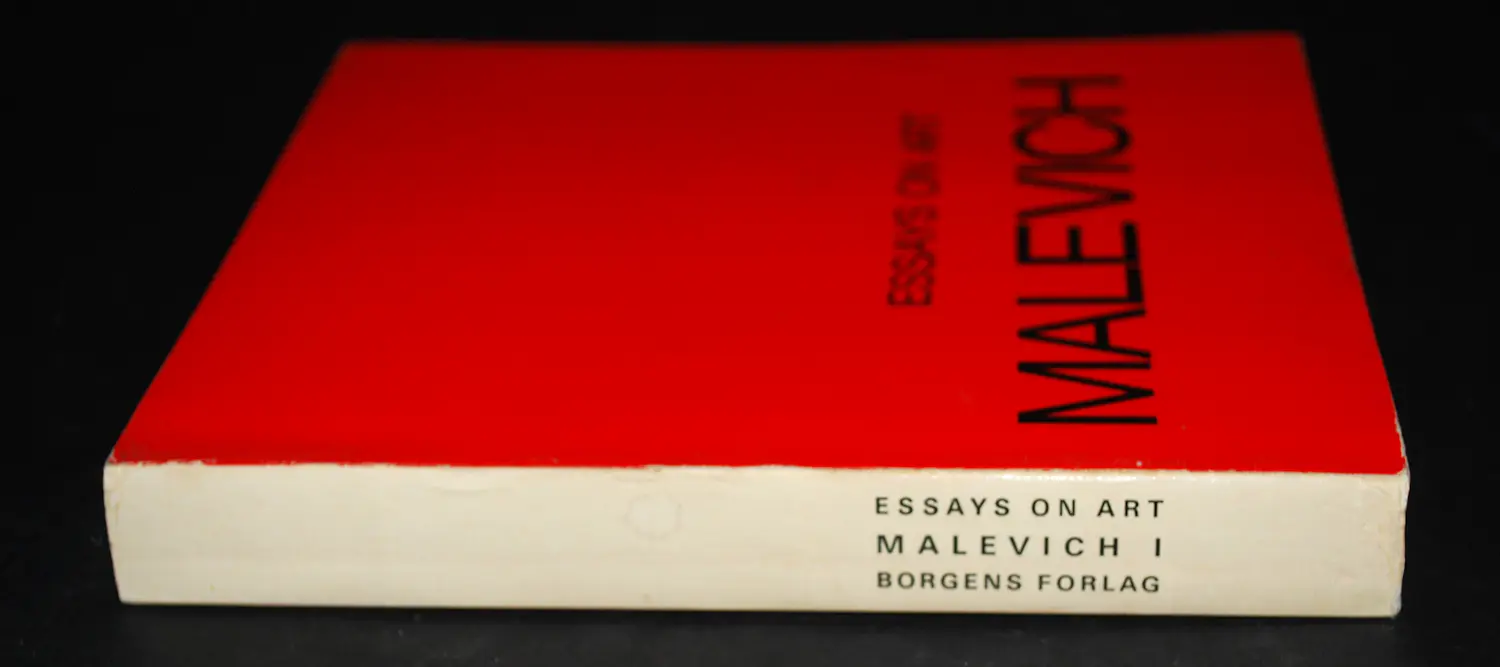 MALEVICH
ESSAYS ON ART
ESSAYS ON ART
MALEVICH I
BORGENS FORLAG